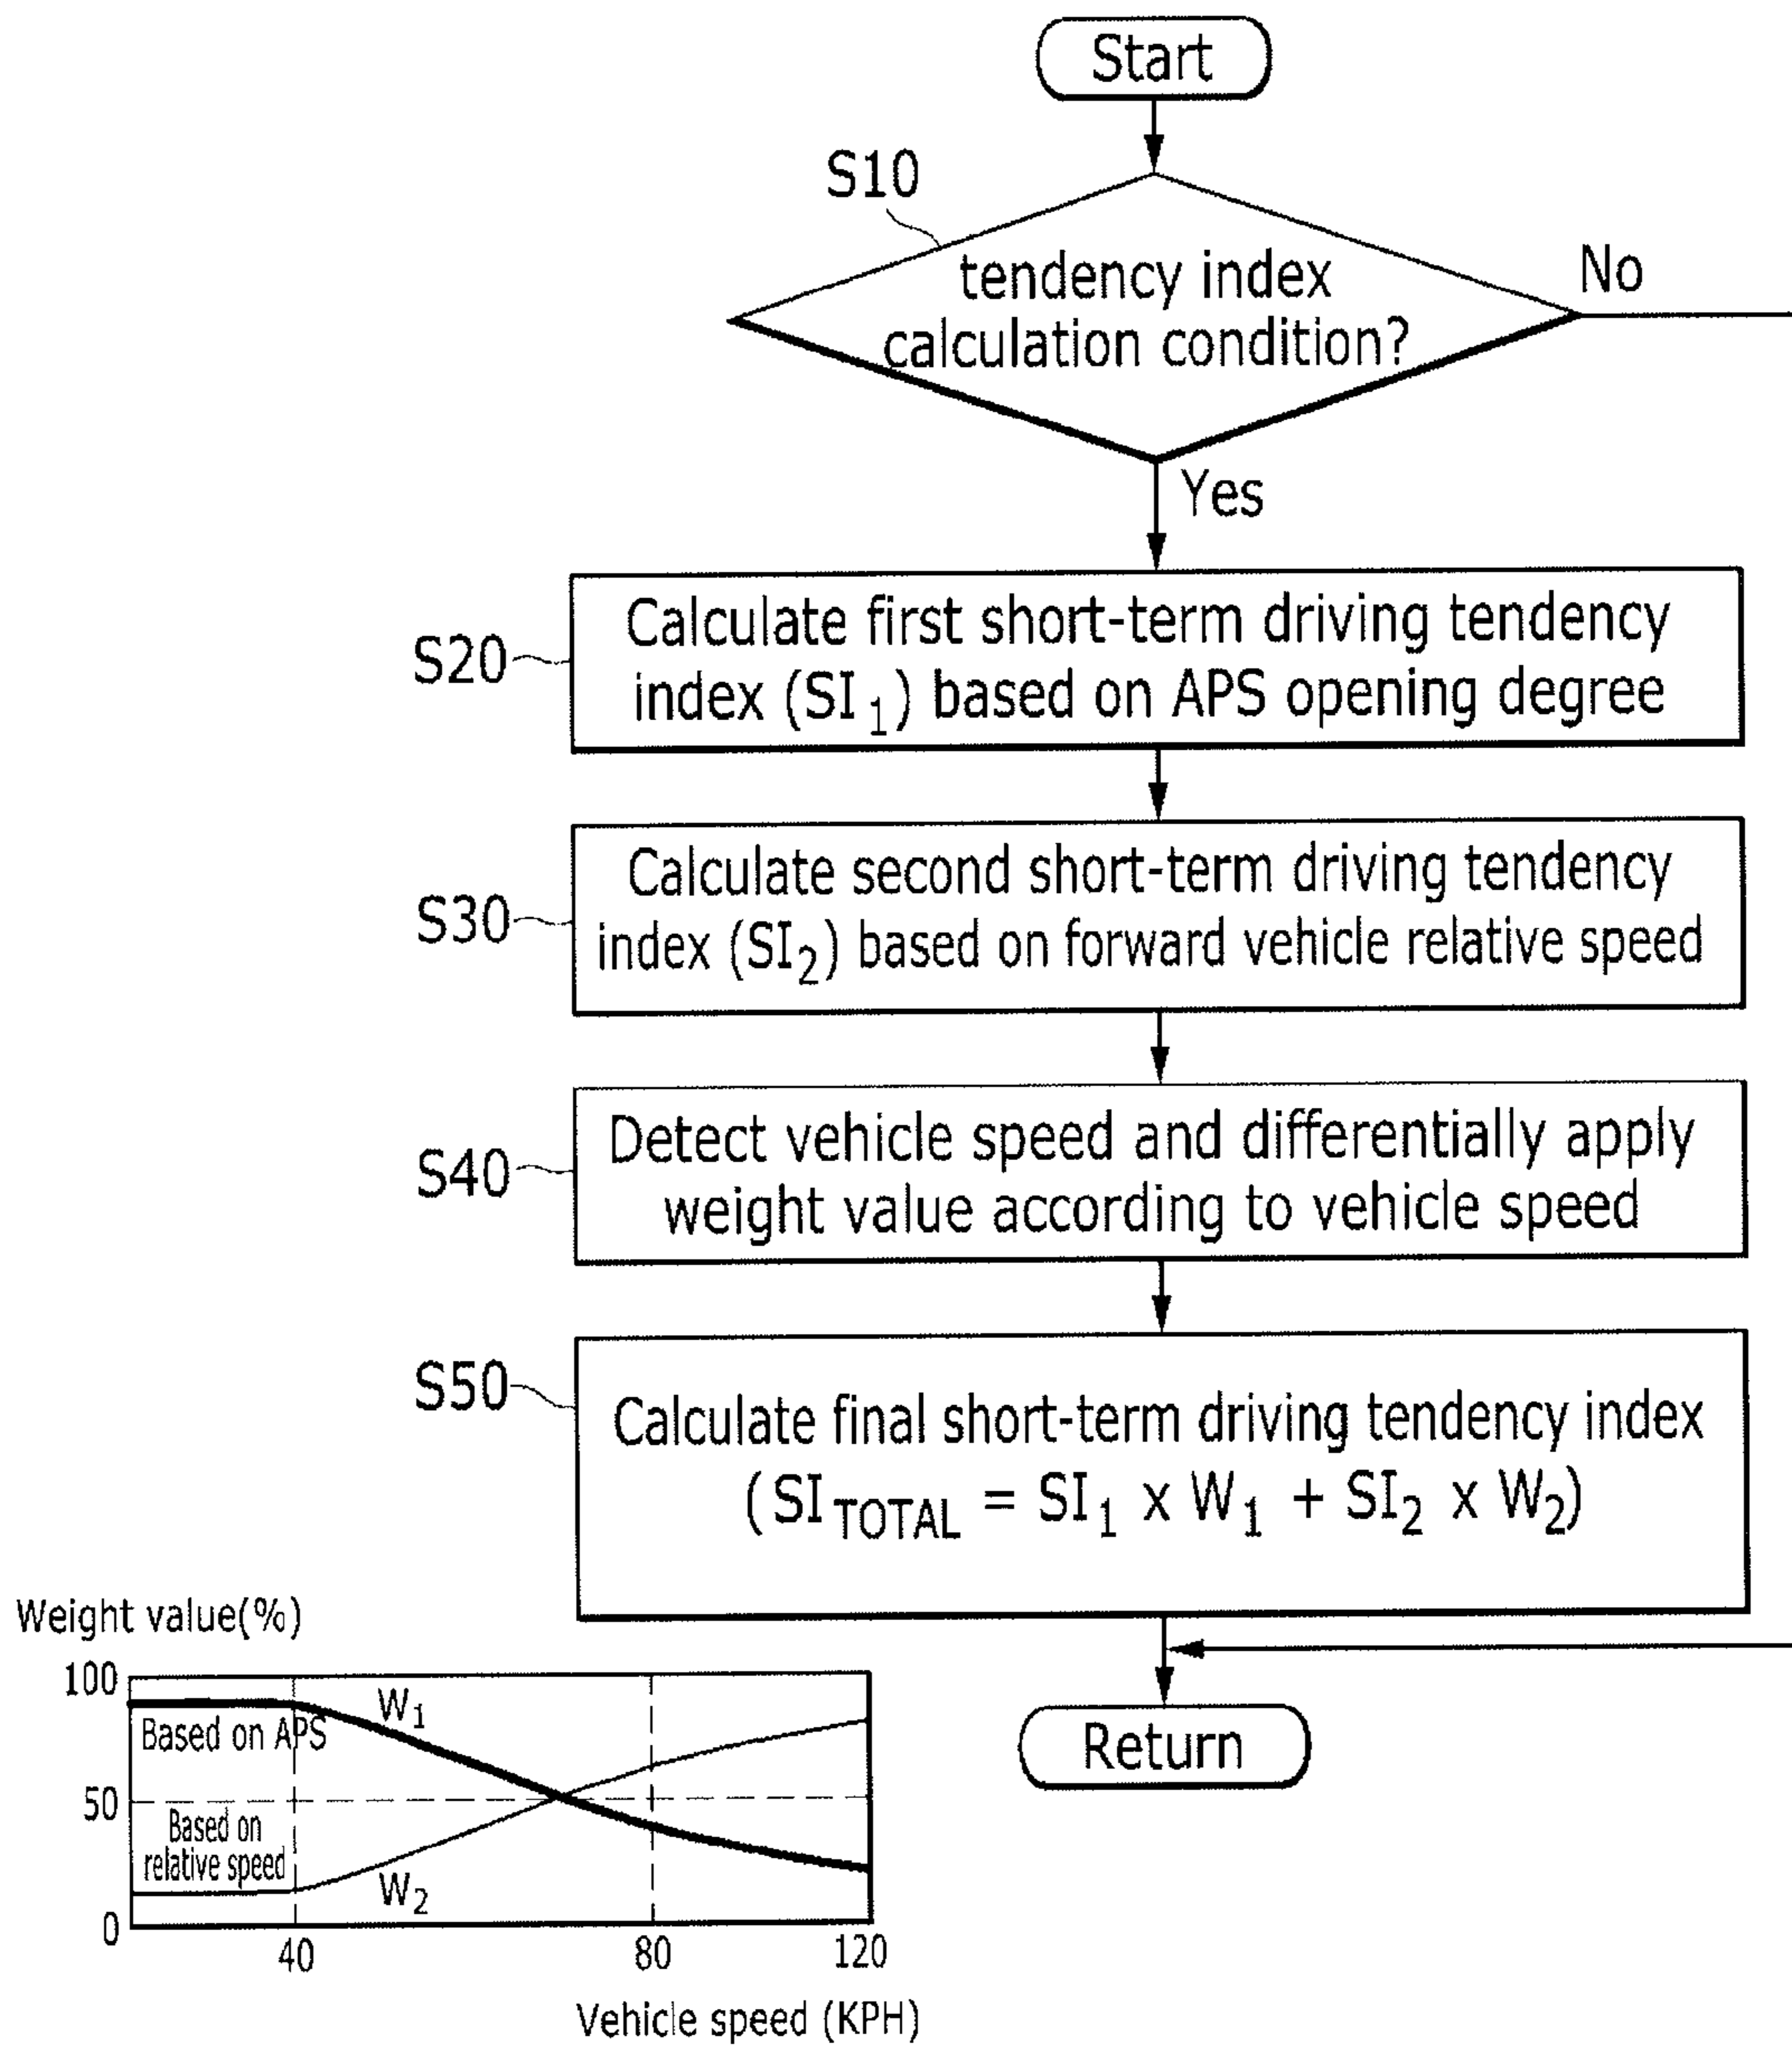 Start
S10
tendency index
calculation condition?
No
Yes
S20
Calculate first short-term driving tendency
index (SI₁) based on APS opening degree
S30
Calculate second short-term driving tendency
index (SI₂) based on forward vehicle relative speed
S40
Detect vehicle speed and differentially apply
weight value according to vehicle speed
S50
Calculate final short-term driving tendency index
(SI_TOTAL = SI₁ x W₁ + SI₂ x W₂)
Return
Weight value(%)
100
W₁
Based on APS
50
Based on
relative speed
W₂
0
40
80
120
Vehicle speed (KPH)